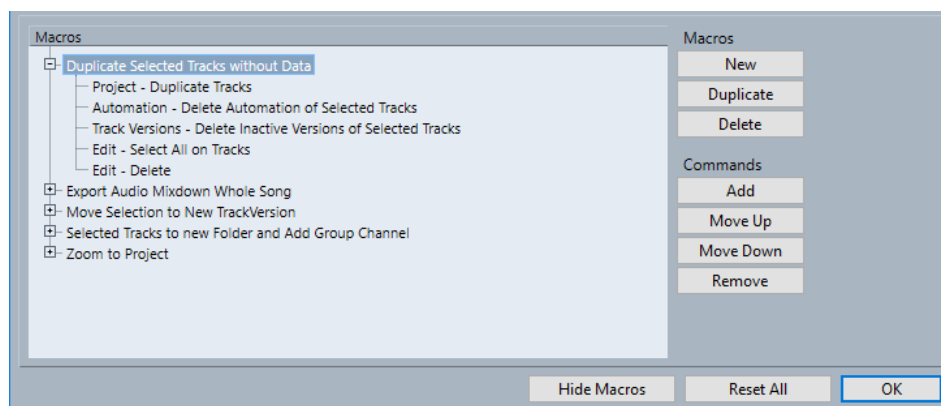 Macros
Duplicate Selected Tracks without Data
Project - Duplicate Tracks
Automation - Delete Automation of Selected Tracks
Track Versions - Delete Inactive Versions of Selected Tracks
Edit - Select All on Tracks
Edit - Delete
Export Audio Mixdown Whole Song
Move Selection to New TrackVersion
Selected Tracks to new Folder and Add Group Channel
Zoom to Project
Macros
New
Duplicate
Delete
Commands
Add
Move Up
Move Down
Remove
Hide Macros
Reset All
OK